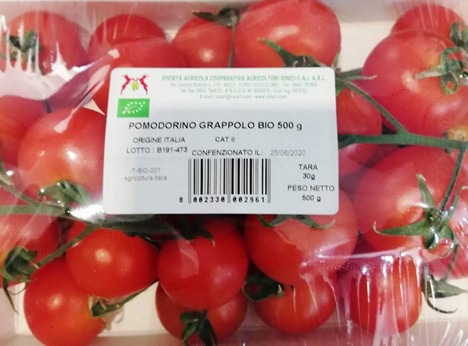 SOCIETÀ AGRICOLA COOPERATIVA AGRICOLTORI IONICI C.A.I. A R.L.
POMODORINO GRAPPOLO BIO 500 g
ORIGINE ITALIA CAT II
LOTTO : B191-473 CONFEZIONATO IL: 25/08/2020
IT-BIO-007
Agricoltura Italia
TARA
30g
PESO NETTO
500 g
8 002330 002961